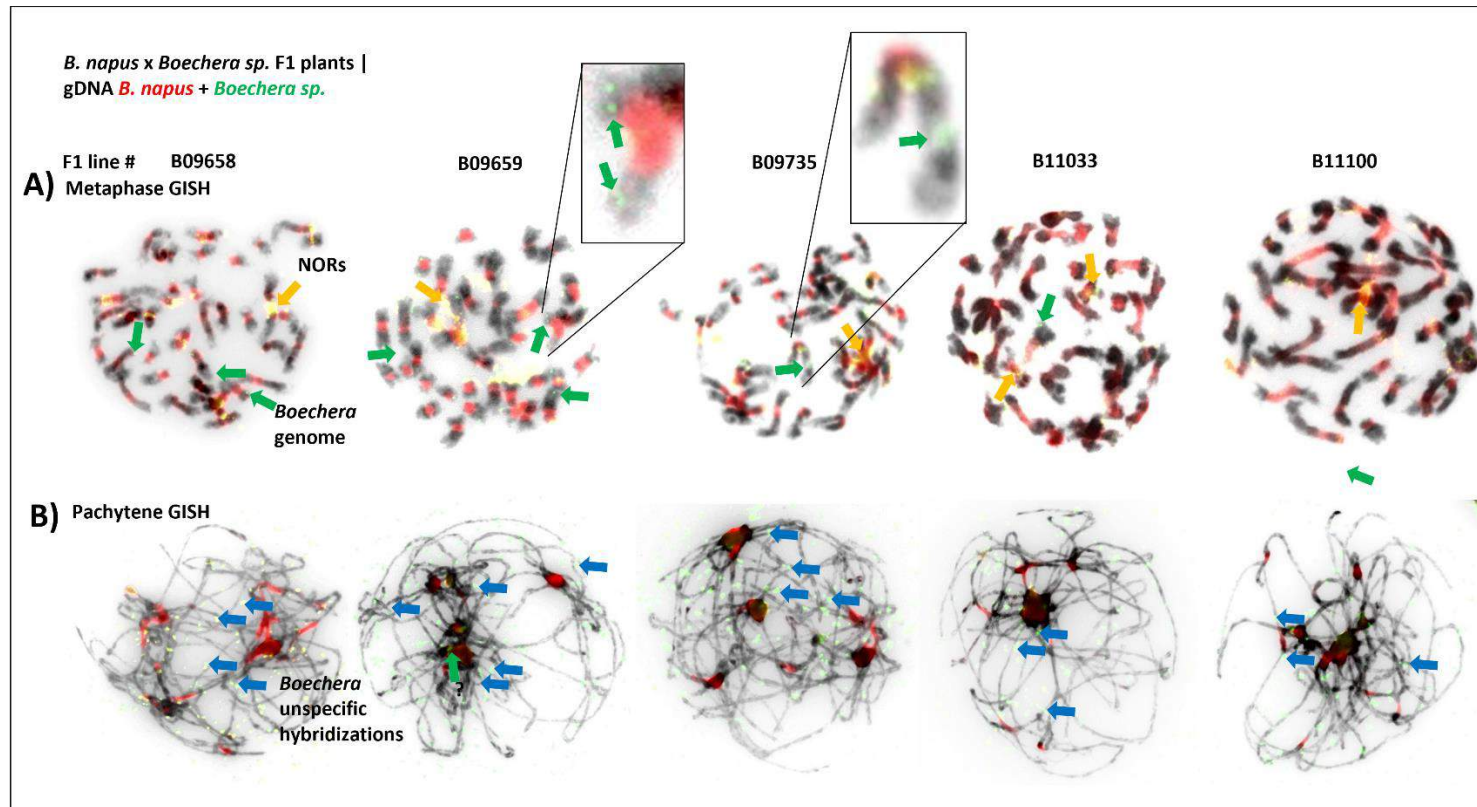 B. napus x Boechera sp. F1 plants |
gDNA B. napus + Boechera sp.
F1 line # B09658 B09659 B09735 B11033 B11100
A) Metaphase GISH
NORs
Boechera
genome
B) Pachytene GISH
?
Boechera
unspecific
hybridizations